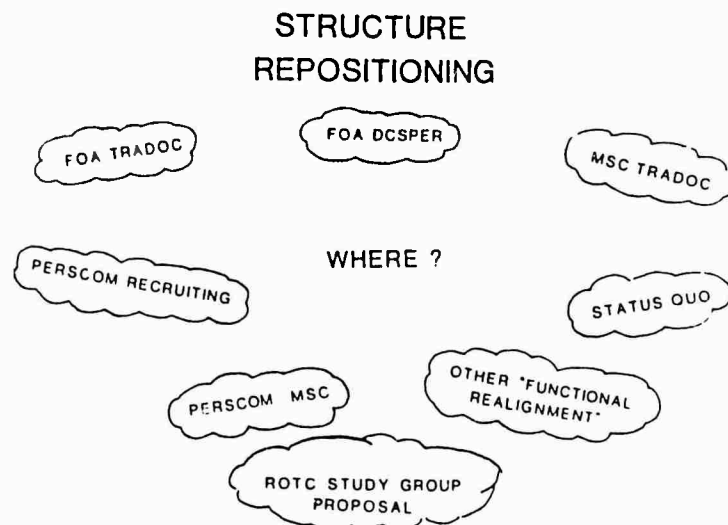 STRUCTURE
REPOSITIONING
FOA TRADOC
FOA DCSPER
MSC TRADOC
PERSCOM RECRUITING
WHERE ?
STATUS QUO
PERSCOM MSC
OTHER "FUNCTIONAL
REALIGNMENT"
ROTC STUDY GROUP
PROPOSAL